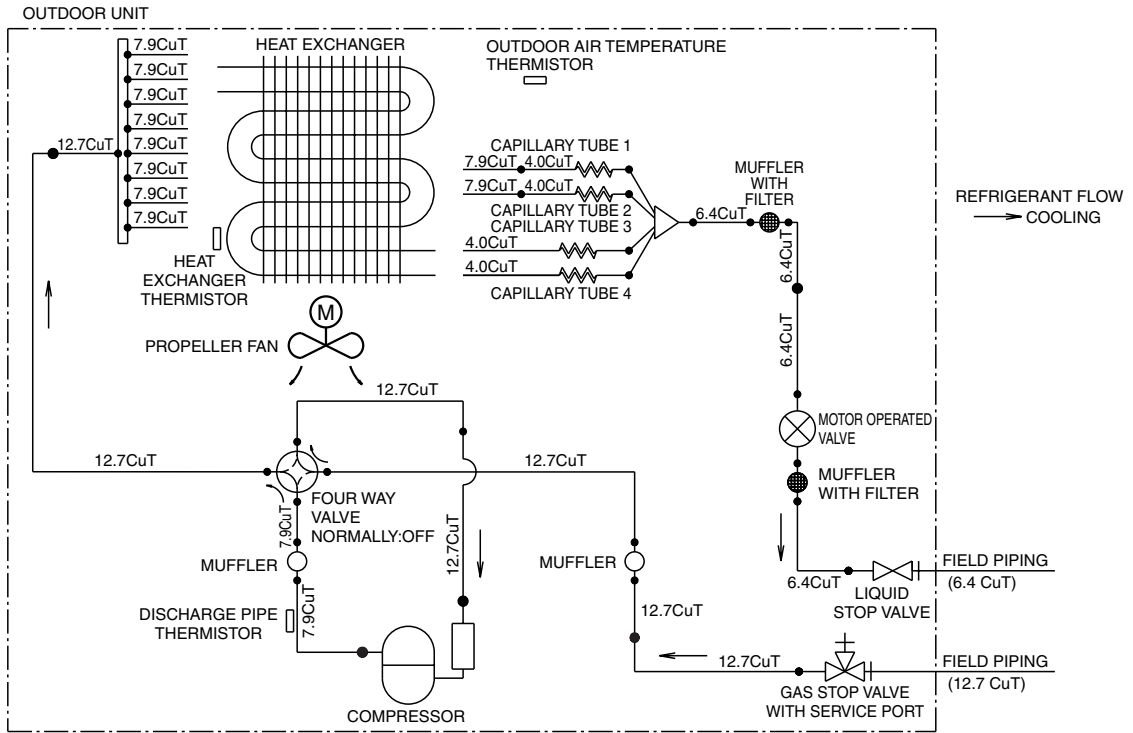 OUTDOOR UNIT
7.9CuT
7.9CuT
7.9CuT
7.9CuT
7.9CuT
7.9CuT
7.9CuT
7.9CuT
12.7CuT
HEAT EXCHANGER
OUTDOOR AIR TEMPERATURE
THERMISTOR
CAPILLARY TUBE 1
7.9CuT 4.0CuT
7.9CuT 4.0CuT
CAPILLARY TUBE 2
CAPILLARY TUBE 3
4.0CuT
4.0CuT
CAPILLARY TUBE 4
6.4CuT
MUFFLER
WITH
FILTER
6.4CuT
6.4CuT
REFRIGERANT FLOW
COOLING
HEAT
EXCHANGER
THERMISTOR
M
PROPELLER FAN
12.7CuT
MOTOR OPERATED
VALVE
MUFFLER
WITH FILTER
12.7CuT
12.7CuT
FOUR WAY
VALVE
NORMALLY:OFF
7.9CuT
12.7CuT
MUFFLER
MUFFLER
6.4CuT
LIQUID
STOP VALVE
FIELD PIPING
(6.4 CuT)
DISCHARGE PIPE
THERMISTOR
7.9CuT
12.7CuT
12.7CuT
FIELD PIPING
(12.7 CuT)
GAS STOP VALVE
WITH SERVICE PORT
COMPRESSOR